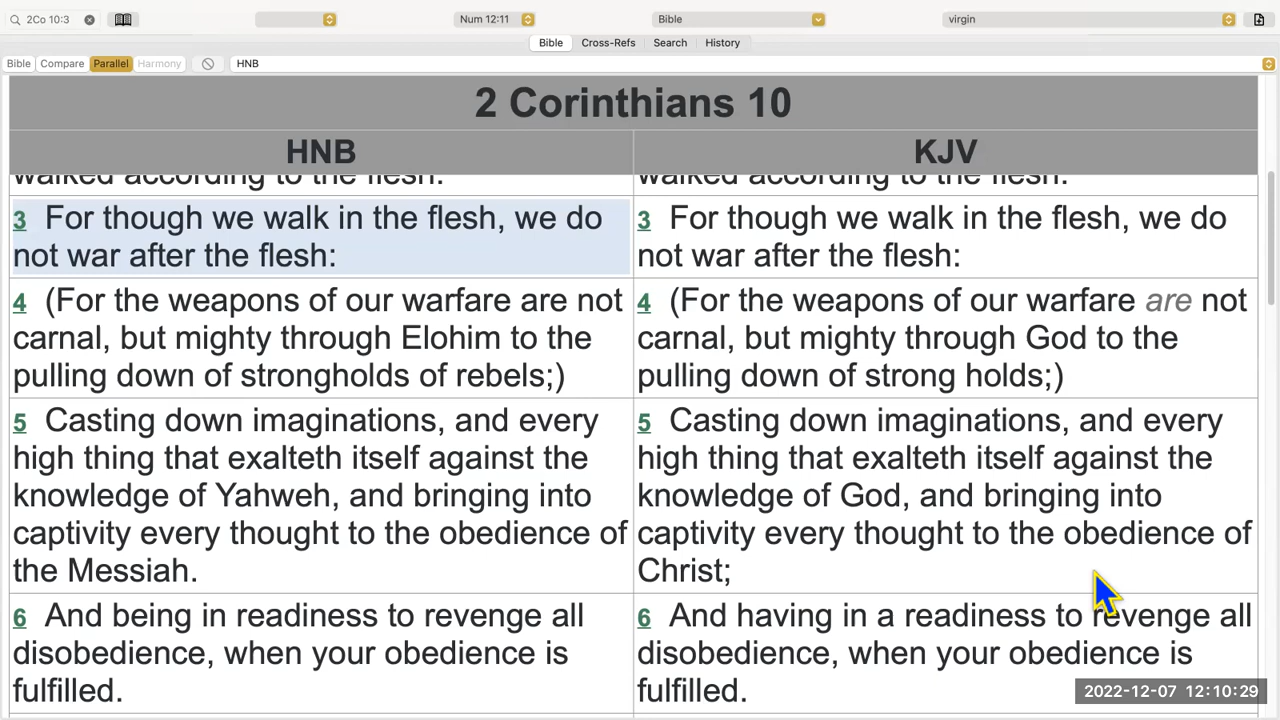 2Co 10:3
Num 12:11
Bible
virgin
Bible
Cross-Refs
Search
History
Bible
Compare
Parallel
Harmony
HNB
2 Corinthians 10
HNB
KJV
walked according to the flesh.
3 For though we walk in the flesh, we do
not war after the flesh:
4 (For the weapons of our warfare are not
carnal, but mighty through Elohim to the
pulling down of strongholds of rebels;)
5 Casting down imaginations, and every
high thing that exalteth itself against the
knowledge of Yahweh, and bringing into
captivity every thought to the obedience of
the Messiah.
6 And being in readiness to revenge all
disobedience, when your obedience is
fulfilled.
walked according to the flesh.
3 For though we walk in the flesh, we do
not war after the flesh:
4 (For the weapons of our warfare are not
carnal, but mighty through God to the
pulling down of strong holds;)
5 Casting down imaginations, and every
high thing that exalteth itself against the
knowledge of God, and bringing into
captivity every thought to the obedience of
Christ;
6 And having in a readiness to revenge all
disobedience, when your obedience is
fulfilled.
2022-12-07 12:10:29